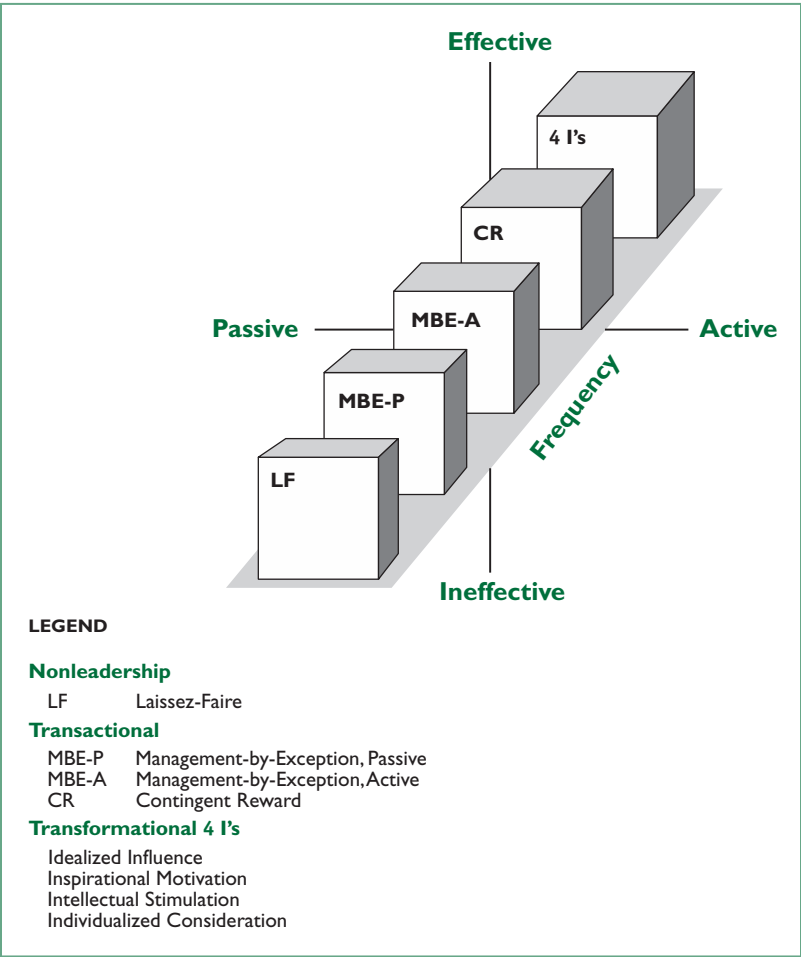 Effective
4 I’s
CR
MBE-A
Passive
Active
Frequency
MBE-P
LF
Ineffective
LEGEND
Nonleadership
LF Laissez-Faire
Transactional
MBE-P Management-by-Exception, Passive
MBE-A Management-by-Exception, Active
CR Contingent Reward
Transformational 4 I’s
Idealized Influence
Inspirational Motivation
Intellectual Stimulation
Individualized Consideration